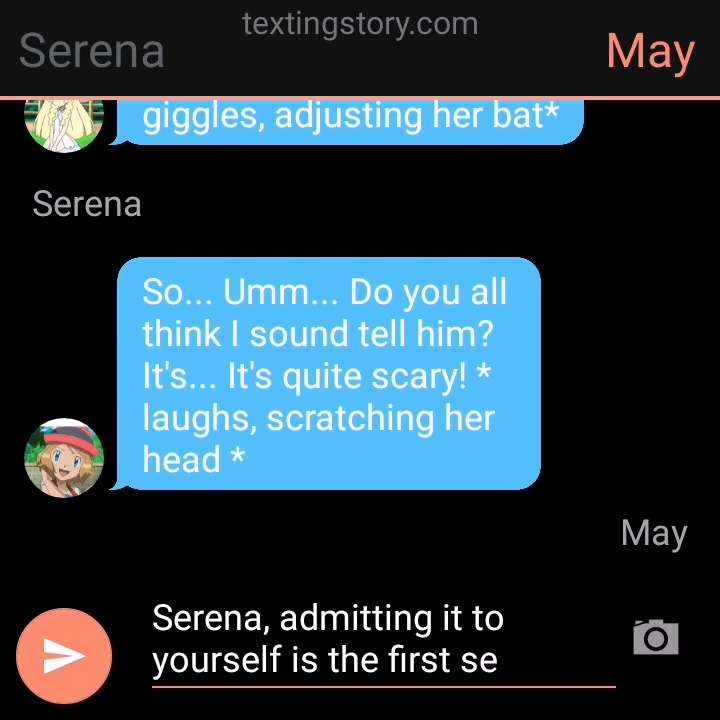 textingstory.com
Serena
May
giggles, adjusting her bat*
Serena
So... Umm... Do you all
think I sound tell him?
It's... It's quite scary! *
laughs, scratching her
head *
May
Serena, admitting it to
yourself is the first se